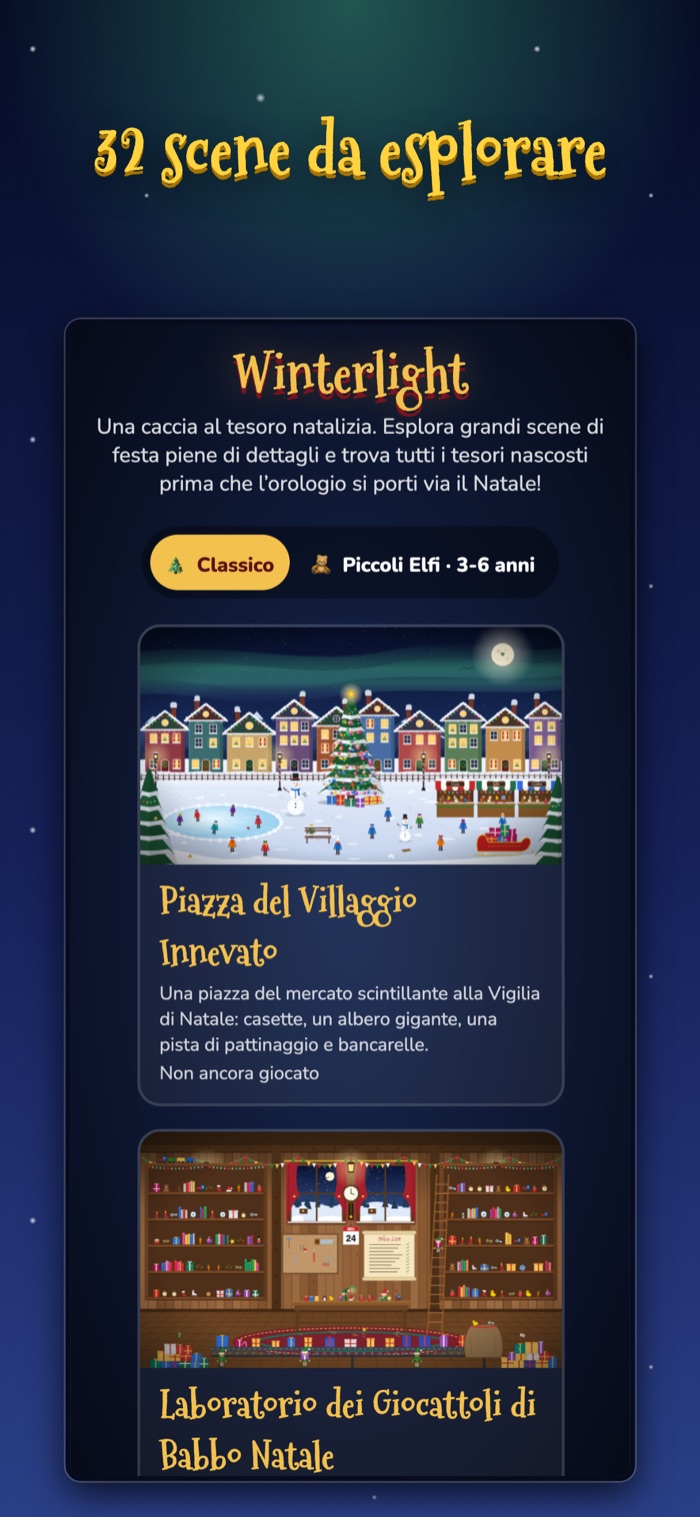 32 scene da esplorare
Winterlight
Una caccia al tesoro natalizia. Esplora grandi scene di
festa piene di dettagli e trova tutti i tesori nascosti
prima che l’orologio si porti via il Natale!
Classico
Piccoli Elfi · 3-6 anni
Piazza del Villaggio
Innevato
Una piazza del mercato scintillante alla Vigilia
di Natale: casette, un albero gigante, una
pista di pattinaggio e bancarelle.
Non ancora giocato
24
Nice List
Laboratorio dei Giocattoli di
Babbo Natale